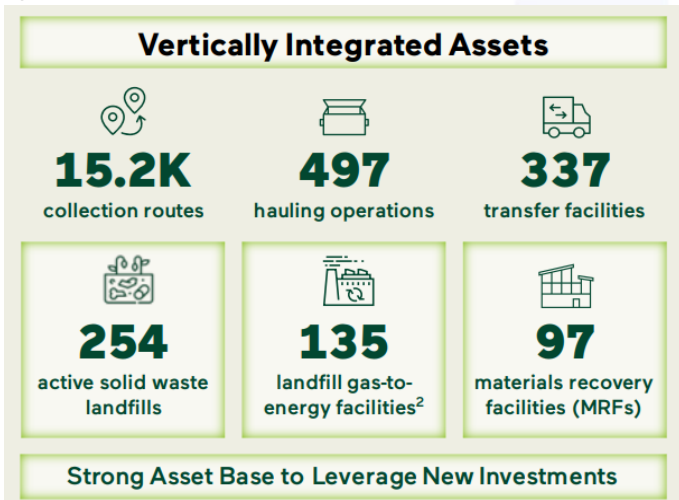 Vertically Integrated Assets
15.2K
collection routes
497
hauling operations
337
transfer facilities
254
active solid waste
landfills
135
landfill gas-to-
energy facilities²
97
materials recovery
facilities (MRFs)
Strong Asset Base to Leverage New Investments